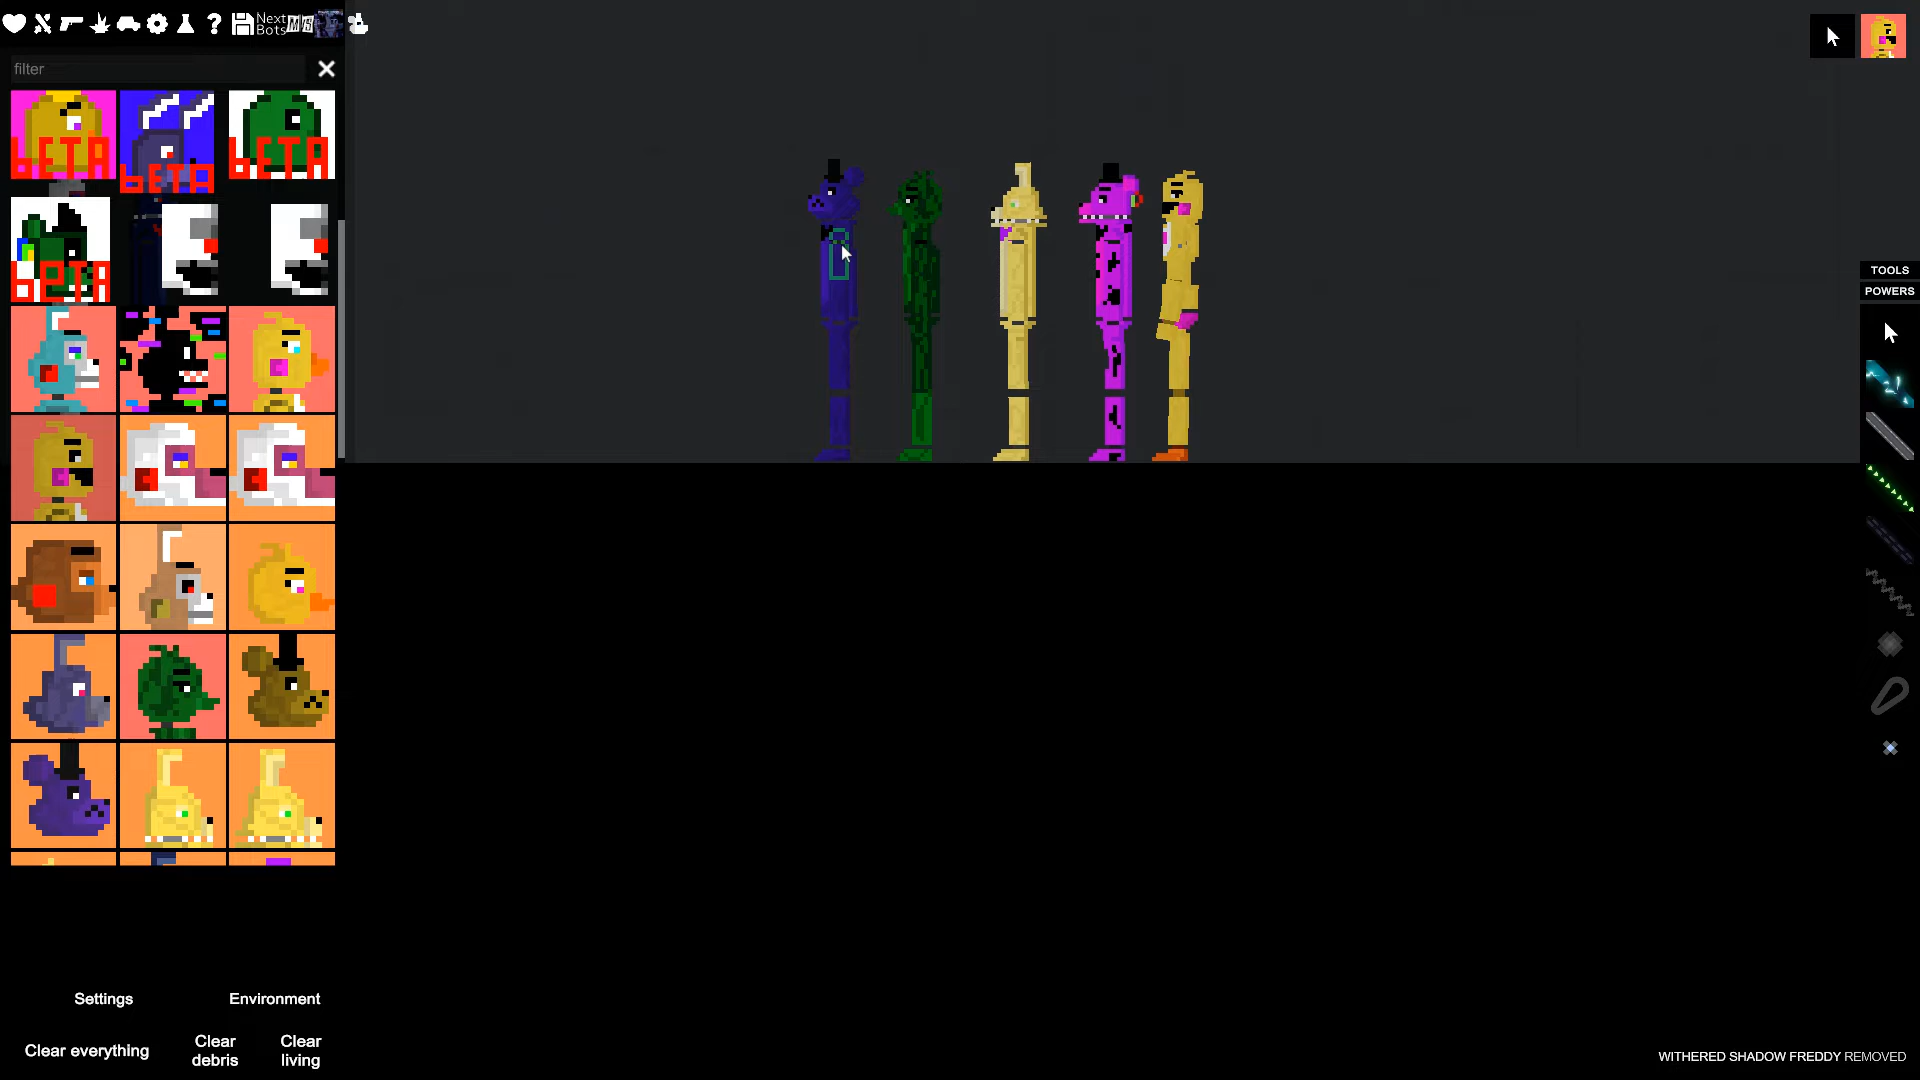 Next
Bots
filter
bETA
bETA
bETA
bETA
TOOLS
POWERS
Settings
Environment
Clear everything
Clear
debris
Clear
living
WITHERED SHADOW FREDDY REMOVED